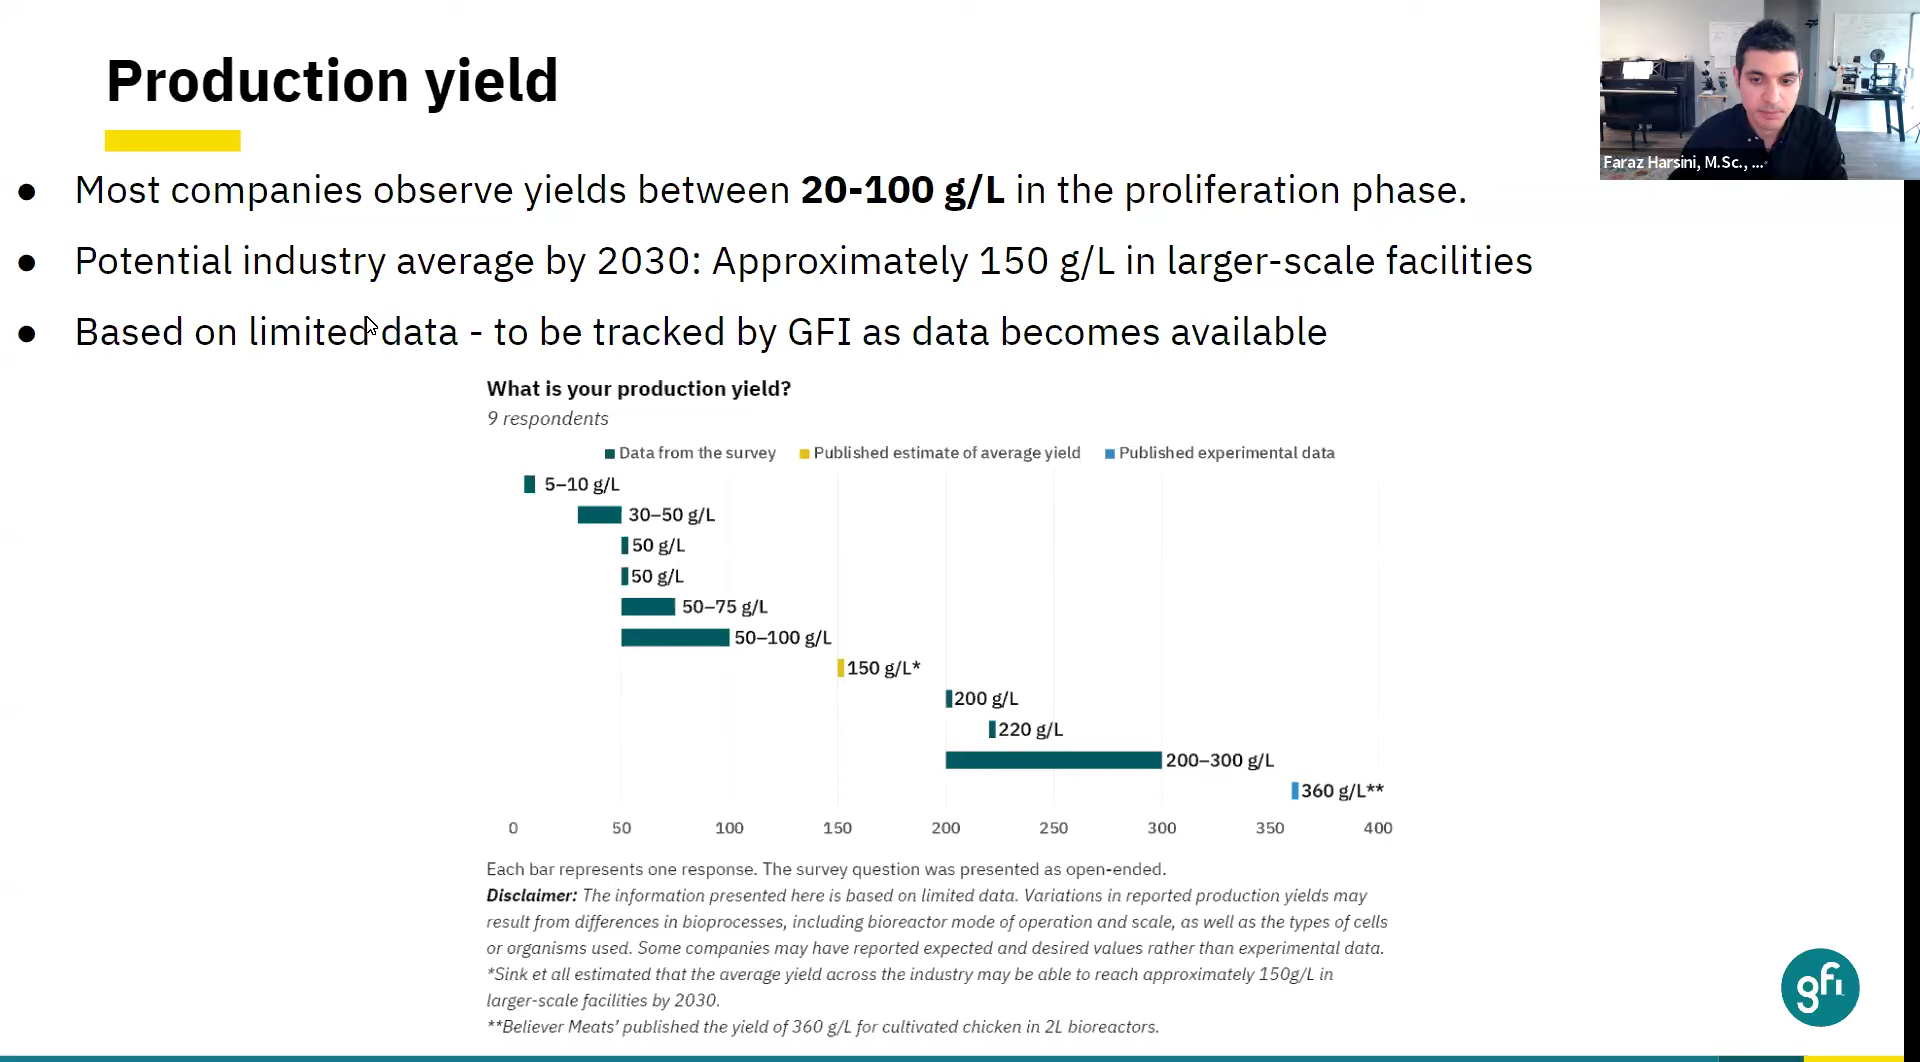 Production yield
Faraz Harsini, M.Sc., ...
● Most companies observe yields between 20-100 g/L in the proliferation phase.
● Potential industry average by 2030: Approximately 150 g/L in larger-scale facilities
● Based on limited data - to be tracked by GFI as data becomes available
What is your production yield?
9 respondents
Data from the survey Published estimate of average yield Published experimental data
5–10 g/L
30–50 g/L
50 g/L
50 g/L
50–75 g/L
50–100 g/L
150 g/L*
200 g/L
220 g/L
200–300 g/L
360 g/L**
0 50 100 150 200 250 300 350 400
Each bar represents one response. The survey question was presented as open-ended.
Disclaimer: The information presented here is based on limited data. Variations in reported production yields may
result from differences in bioprocesses, including bioreactor mode of operation and scale, as well as the types of cells
or organisms used. Some companies may have reported expected and desired values rather than experimental data.
*Sink et all estimated that the average yield across the industry may be able to reach approximately 150g/L in
larger-scale facilities by 2030.
**Believer Meats’ published the yield of 360 g/L for cultivated chicken in 2L bioreactors.
gfi